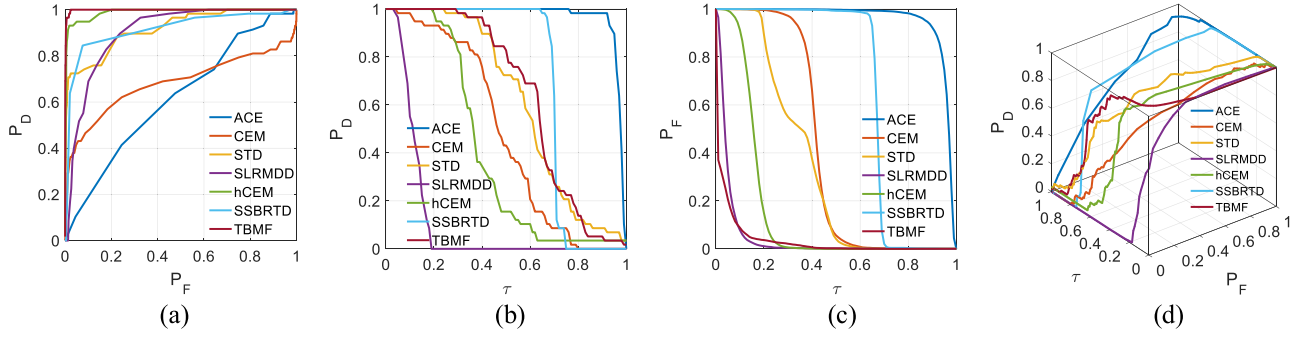 1
0.8
0.6
0.4
0.2
0
P_D
0.2 0.4 0.6 0.8 1
P_F
ACE
CEM
STD
SLRMDD
hCEM
SSBRTD
TBMF
(a)
1
0.8
0.6
0.4
0.2
0
P_D
0 0.2 0.4 0.6 0.8 1
τ
ACE
CEM
STD
SLRMDD
hCEM
SSBRTD
TBMF
(b)
1
0.8
0.6
0.4
0.2
0
P_F
0 0.2 0.4 0.6 0.8 1
τ
ACE
CEM
STD
SLRMDD
hCEM
SSBRTD
TBMF
(c)
1
0.8
0.6
0.4
0.2
0
P_D
1 0.8 0.6 0.4 0.2 0
τ
0 0.2 0.4 0.6 0.8 1
P_F
ACE
CEM
STD
SLRMDD
hCEM
SSBRTD
TBMF
(d)